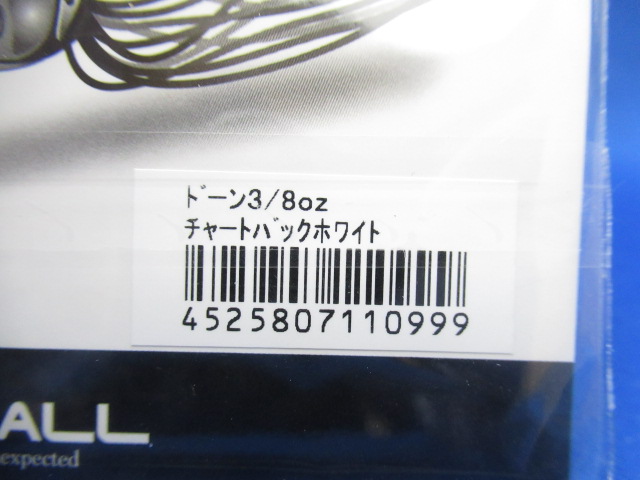 ドーン3/8oz
チャートバックホワイト
4525807110999
ALL
expected